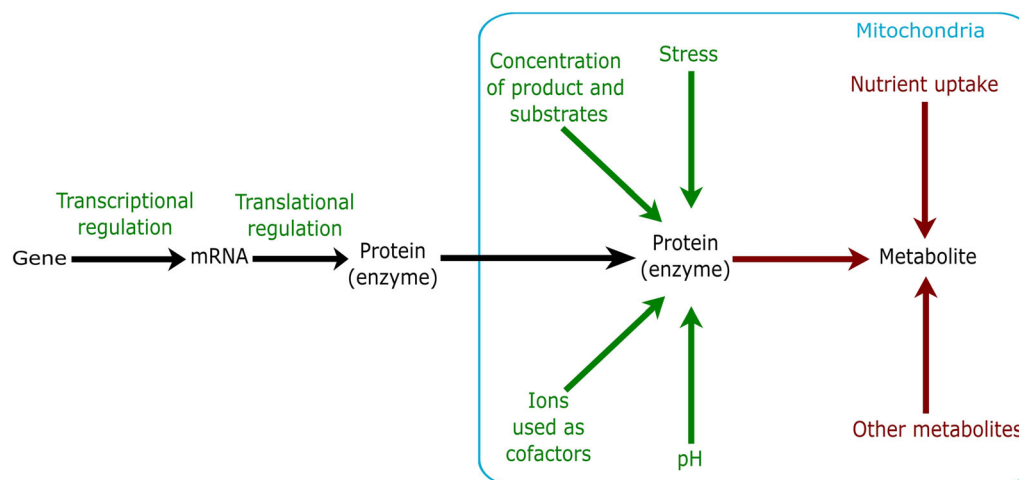 Mitochondria
Concentration
of product and
substrates
Stress
Nutrient uptake
Transcriptional
regulation
Translational
regulation
Gene
mRNA
Protein
(enzyme)
Protein
(enzyme)
Metabolite
Ions
used as
cofactors
pH
Other metabolites